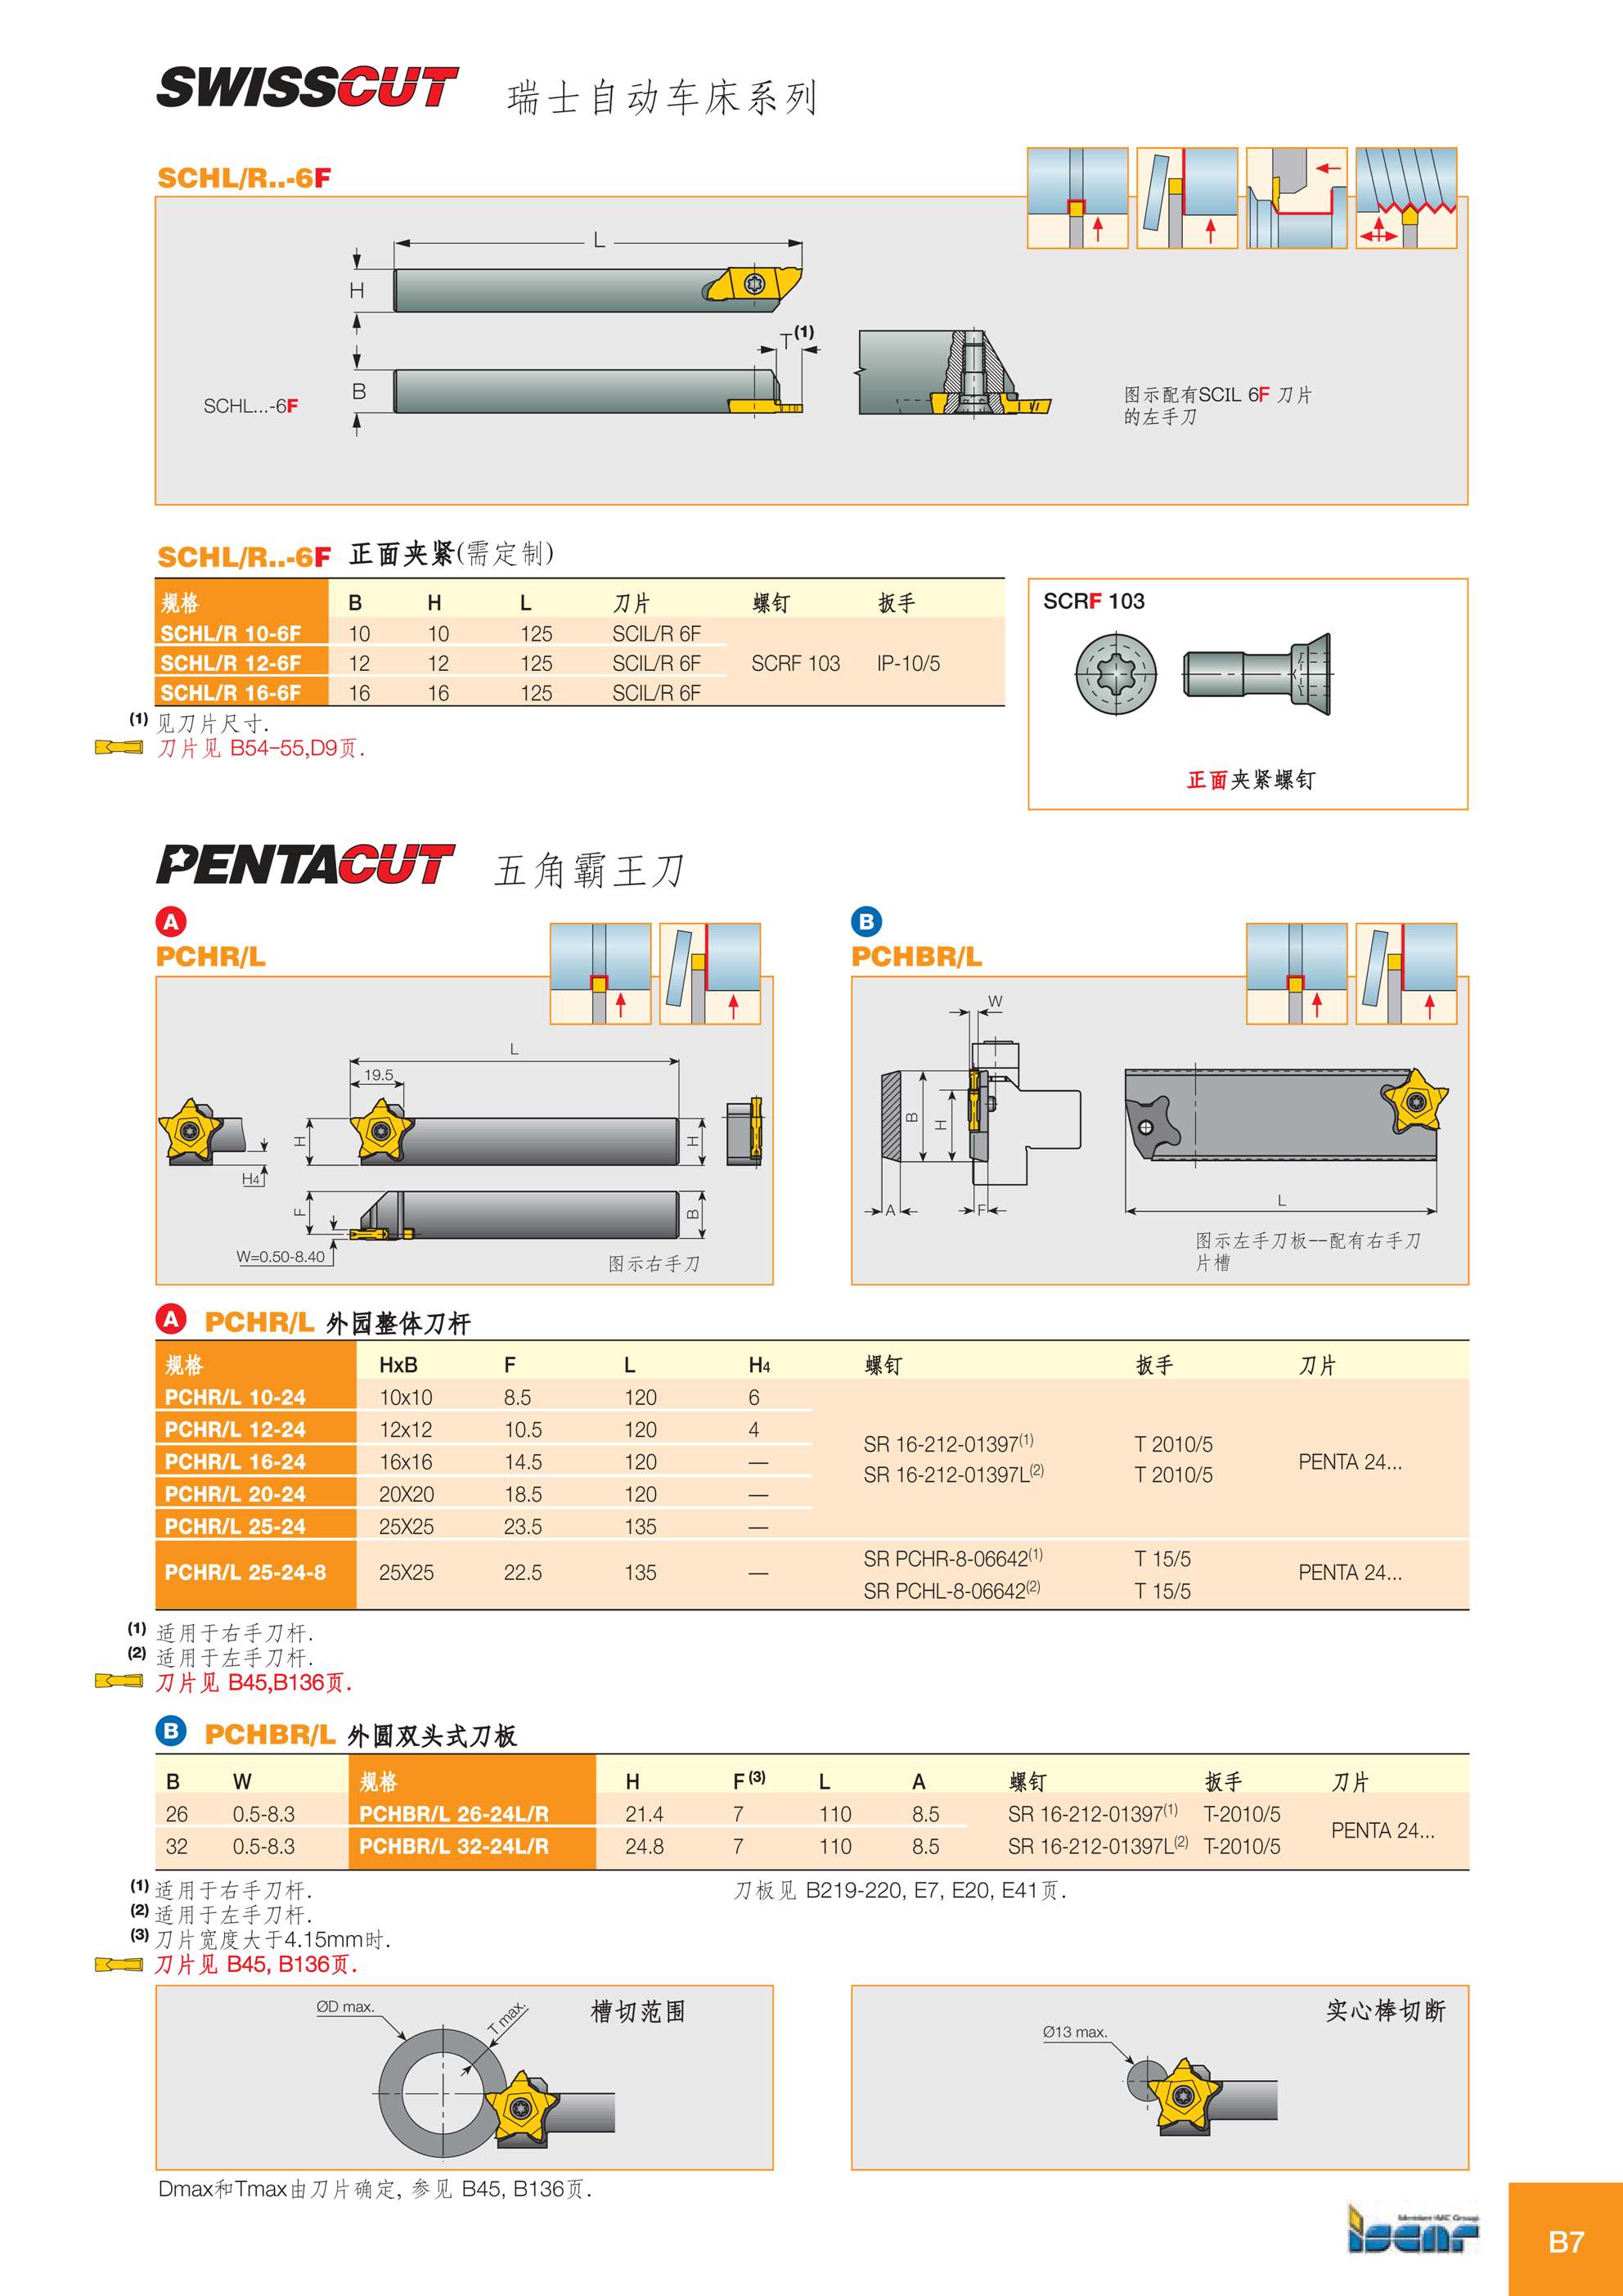 SWISSCUT 瑞士自动车床系列
SCHL/R..-6F
L
H
T(1)
B
SCHL...-6F
图示配有SCIL 6F 刀片
的左手刀
SCHL/R..-6F 正面夹紧(需定制)
规格 B H L 刀片 螺钉 扳手
SCHL/R 10-6F 10 10 125 SCIL/R 6F
SCHL/R 12-6F 12 12 125 SCIL/R 6F SCRF 103 IP-10/5
SCHL/R 16-6F 16 16 125 SCIL/R 6F
(1) 见刀片尺寸.
刀片见 B54-55,D9页.
SCRF 103
正面夹紧螺钉
PENTACUT 五角霸王刀
A
PCHR/L
L
19.5
H
H
H4
F
B
W=0.50-8.40
图示右手刀
B
PCHBR/L
W
B
H
A
F
L
图示左手刀板--配有右手刀
片槽
A PCHR/L 外园整体刀杆
规格 HxB F L H4 螺钉 扳手 刀片
PCHR/L 10-24 10x10 8.5 120 6
PCHR/L 12-24 12x12 10.5 120 4
SR 16-212-01397(1) T 2010/5
PCHR/L 16-24 16x16 14.5 120 — PENTA 24...
SR 16-212-01397L(2) T 2010/5
PCHR/L 20-24 20X20 18.5 120 —
PCHR/L 25-24 25X25 23.5 135 —
SR PCHR-8-06642(1) T 15/5
PCHR/L 25-24-8 25X25 22.5 135 — PENTA 24...
SR PCHL-8-06642(2) T 15/5
(1) 适用于右手刀杆.
(2) 适用于左手刀杆.
刀片见 B45,B136页.
B PCHBR/L 外圆双头式刀板
B W 规格 H F(3) L A 螺钉 扳手 刀片
26 0.5-8.3 PCHBR/L 26-24L/R 21.4 7 110 8.5 SR 16-212-01397(1) T-2010/5
PENTA 24...
32 0.5-8.3 PCHBR/L 32-24L/R 24.8 7 110 8.5 SR 16-212-01397L(2) T-2010/5
(1) 适用于右手刀杆. 刀板见 B219-220, E7, E20, E41页.
(2) 适用于左手刀杆.
(3) 刀片宽度大于4.15mm时.
刀片见 B45, B136页.
ØD max.
T max.
槽切范围
Ø13 max.
实心棒切断
Dmax和Tmax由刀片确定, 参见 B45, B136页.
Member IMC Group
iscar
B7